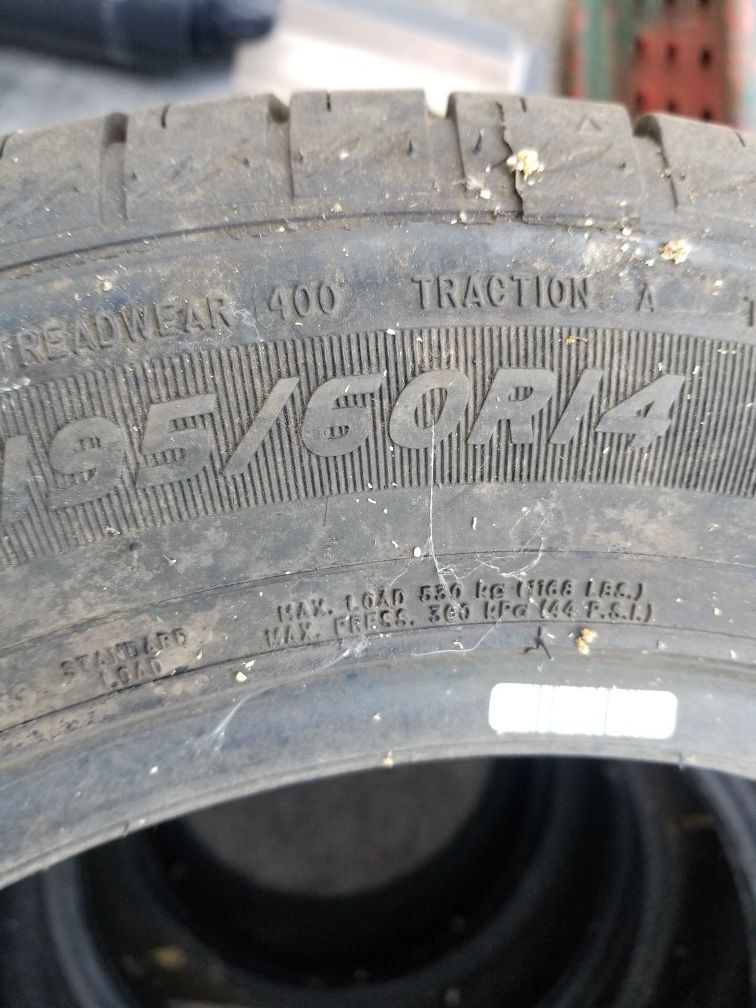 TREADWEAR 400 TRACTION A T
195/60R14
MAX. LOAD 530 kg (1168 LBS.)
MAX. PRESS. 300 kPa (44 P.S.I.)
STANDARD
LOAD